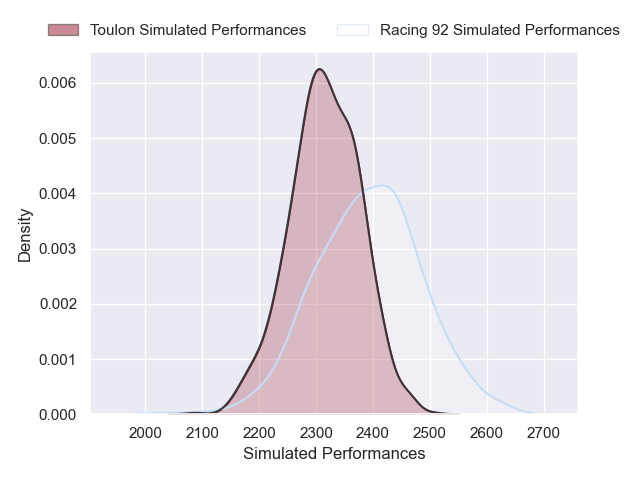 Toulon Simulated Performances
Racing 92 Simulated Performances
Density
0.006
0.005
0.004
0.003
0.002
0.001
0.000
2000 2100 2200 2300 2400 2500 2600 2700
Simulated Performances